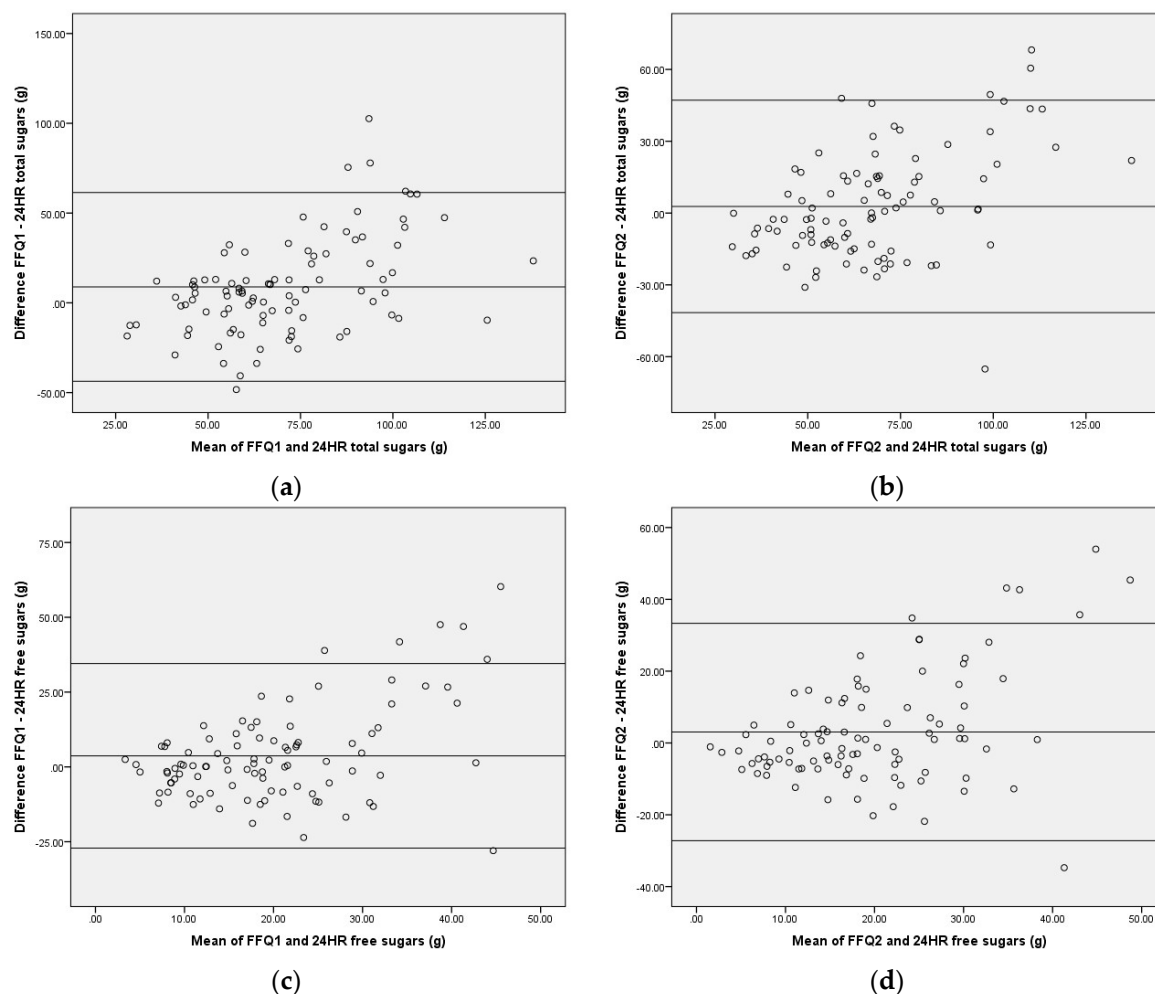 150.00
100.00
50.00
.00
-50.00
Difference FFQ1 - 24HR total sugars (g)
25.00 50.00 75.00 100.00 125.00
Mean of FFQ1 and 24HR total sugars (g)
(a)
60.00
30.00
.00
-30.00
-60.00
Difference FFQ2 - 24HR total sugars (g)
25.00 50.00 75.00 100.00 125.00
Mean of FFQ2 and 24HR total sugars (g)
(b)
75.00
50.00
25.00
.00
-25.00
Difference FFQ1 - 24HR free sugars (g)
.00 10.00 20.00 30.00 40.00 50.00
Mean of FFQ1 and 24HR free sugars (g)
(c)
60.00
40.00
20.00
.00
-20.00
-40.00
Difference FFQ2 - 24HR free sugars (g)
.00 10.00 20.00 30.00 40.00 50.00
Mean of FFQ2 and 24HR free sugars (g)
(d)